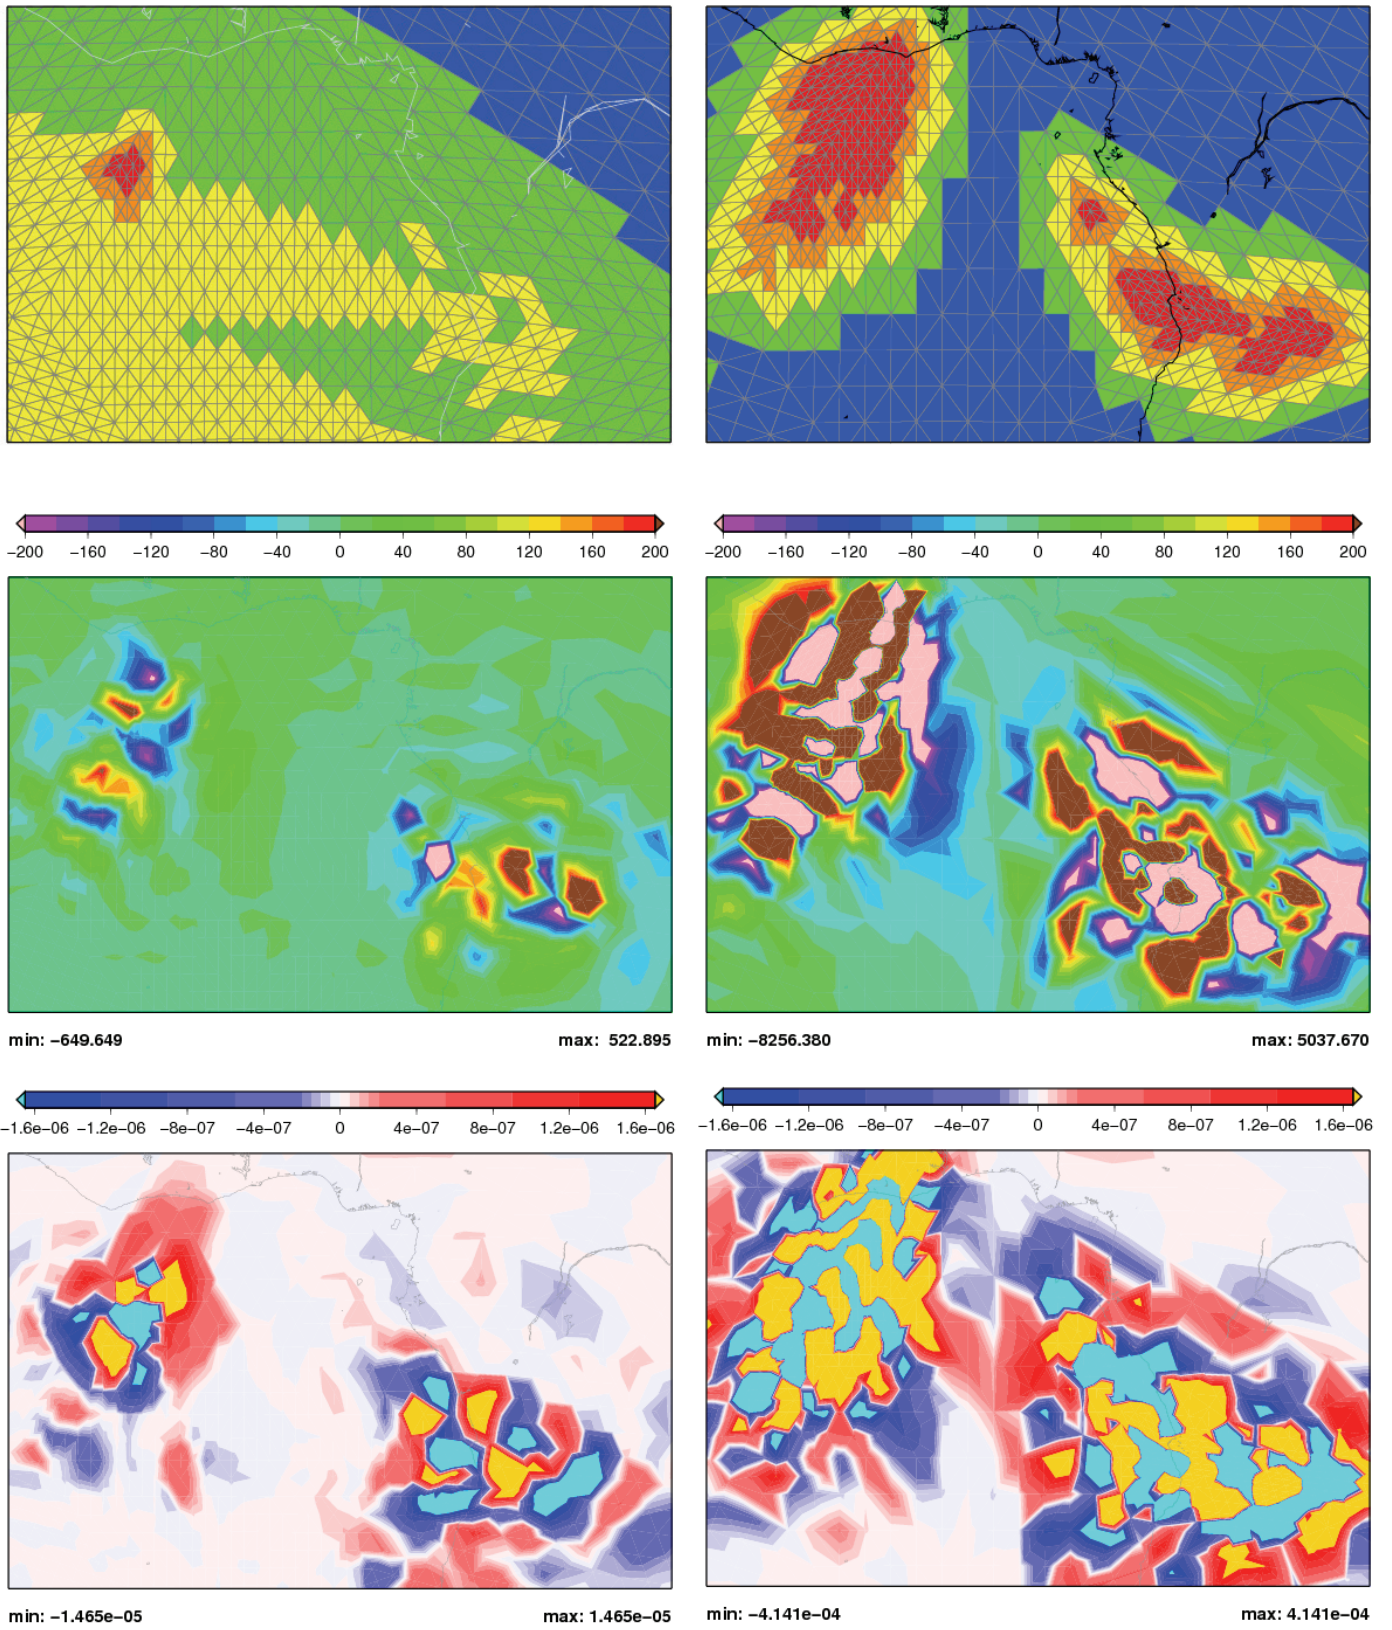 −200 −160 −120 −80 −40 0 40 80 120 160 200
−200 −160 −120 −80 −40 0 40 80 120 160 200
min: −649.649 max: 522.895
min: −8256.380 max: 5037.670
−1.6e−06 −1.2e−06 −8e−07 −4e−07 0 4e−07 8e−07 1.2e−06 1.6e−06
−1.6e−06 −1.2e−06 −8e−07 −4e−07 0 4e−07 8e−07 1.2e−06 1.6e−06
min: −1.465e−05 max: 1.465e−05
min: −4.141e−04 max: 4.141e−04